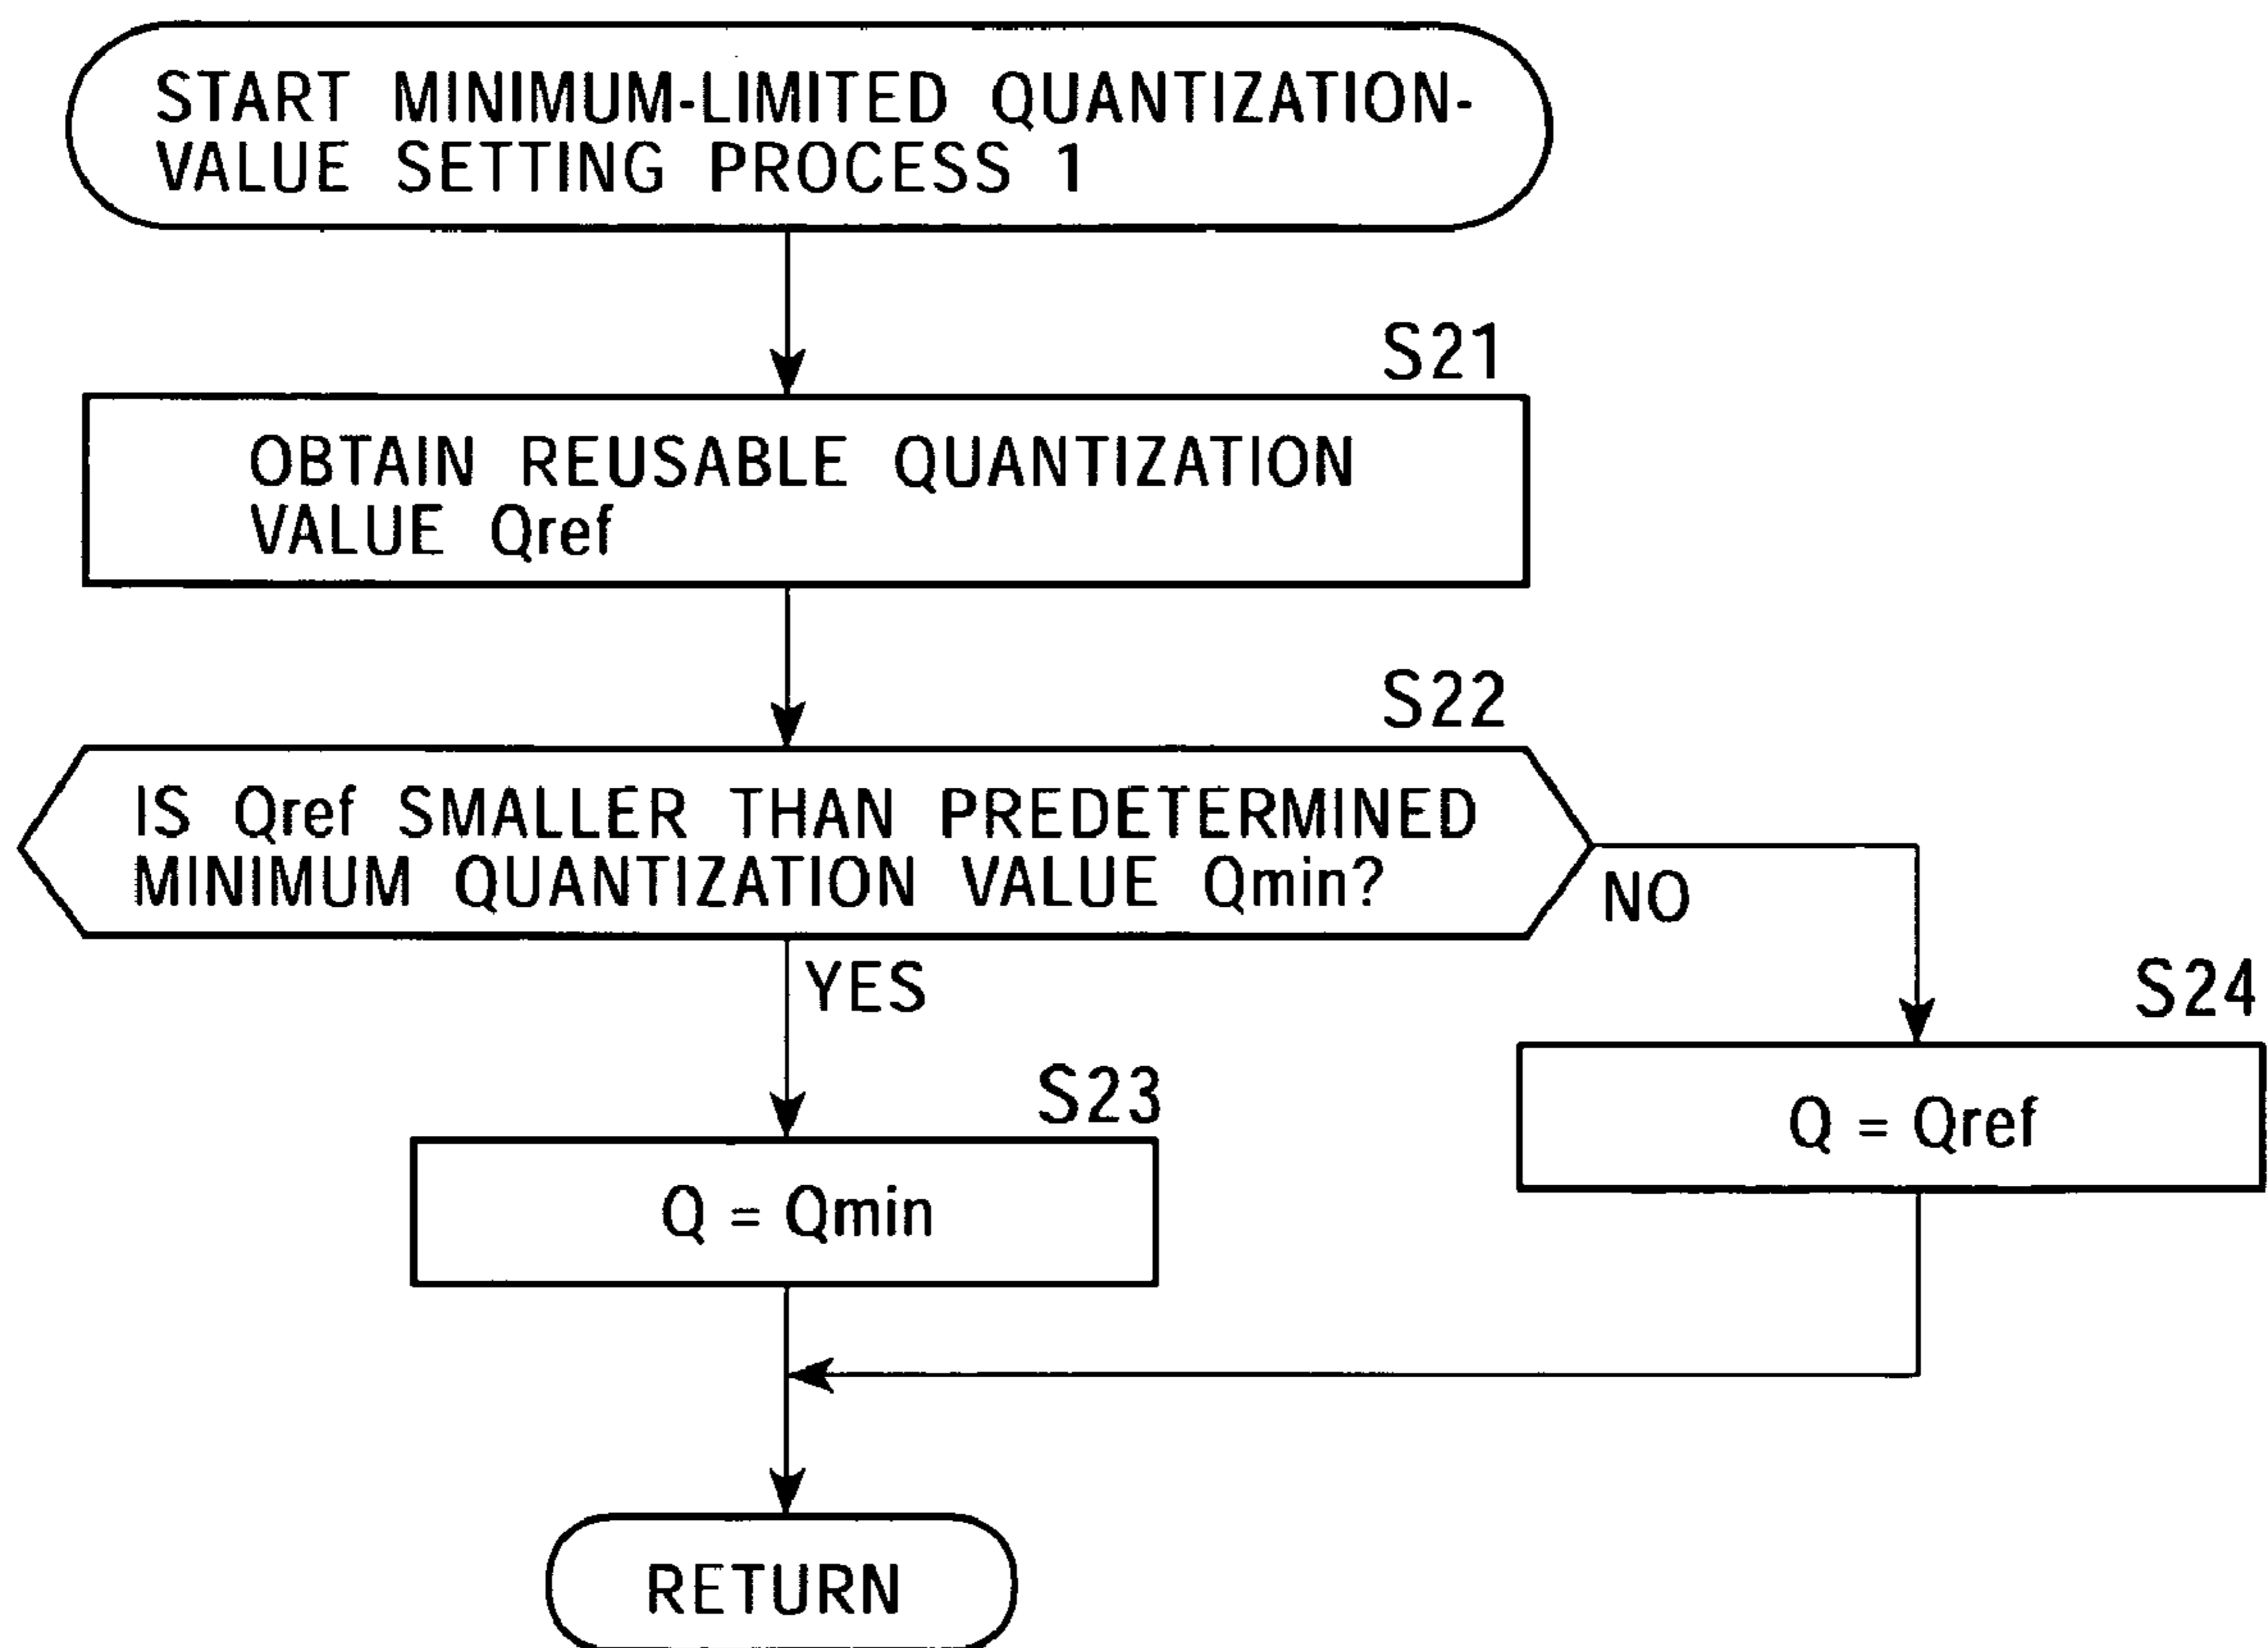 START MINIMUM-LIMITED QUANTIZATION-
VALUE SETTING PROCESS 1
S21
OBTAIN REUSABLE QUANTIZATION
VALUE Qref
S22
IS Qref SMALLER THAN PREDETERMINED
MINIMUM QUANTIZATION VALUE Qmin?
NO
YES
S24
S23
Q = Qref
Q = Qmin
RETURN